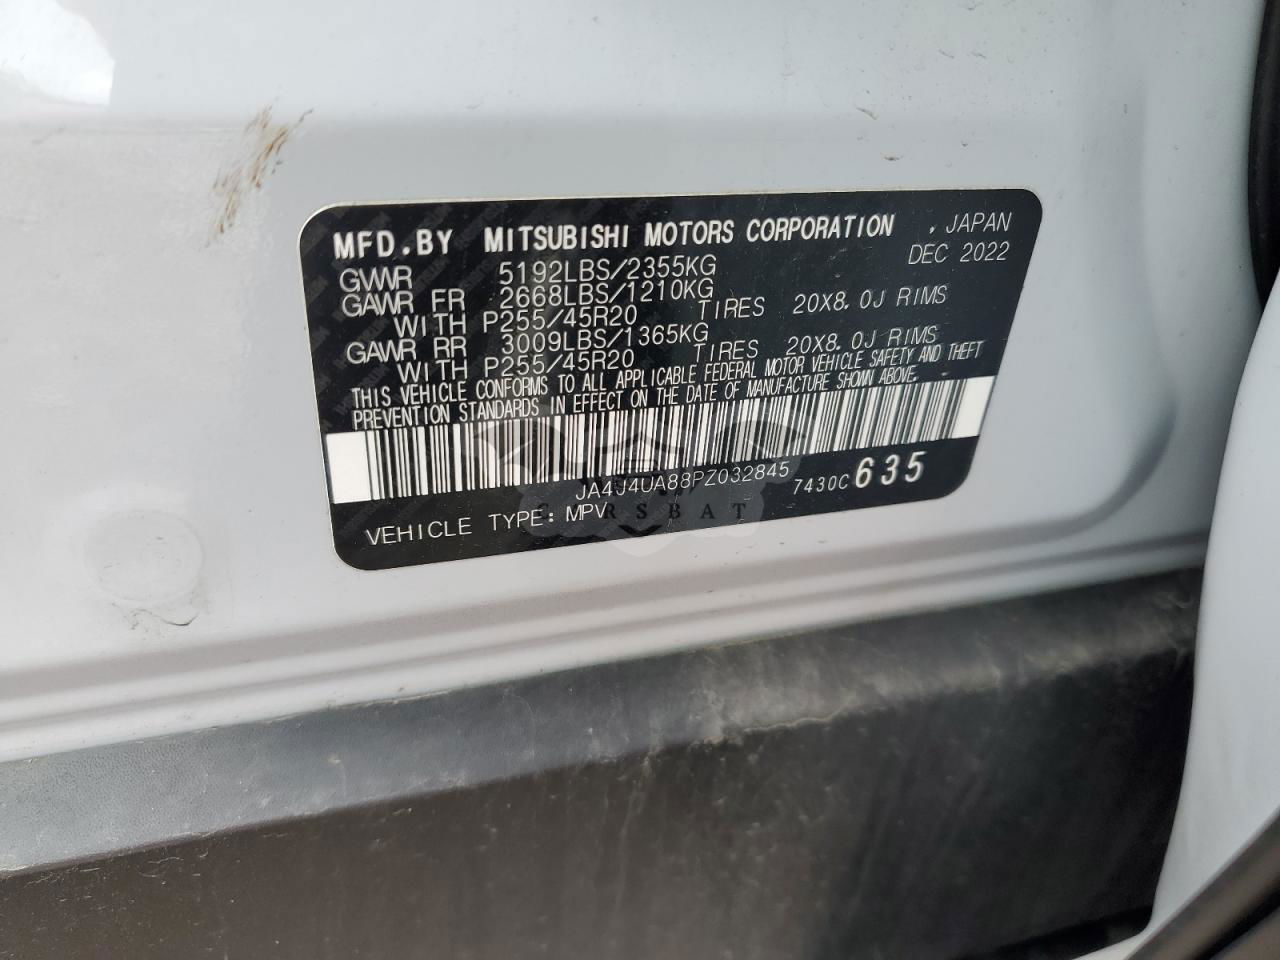 MFD.BY MITSUBISHI MOTORS CORPORATION , JAPAN
DEC 2022
GVWR 5192LBS/2355KG
GAWR FR 2668LBS/1210KG
WITH P255/45R20 TIRES 20X8.0J RIMS
GAWR RR 3009LBS/1365KG
WITH P255/45R20 TIRES 20X8.0J RIMS
THIS VEHICLE CONFORMS TO ALL APPLICABLE FEDERAL MOTOR VEHICLE SAFETY AND THEFT
PREVENTION STANDARDS IN EFFECT ON THE DATE OF MANUFACTURE SHOWN ABOVE.
JA4J4UA88PZ032845 7430C 635
VEHICLE TYPE: MPV
CARSBAT